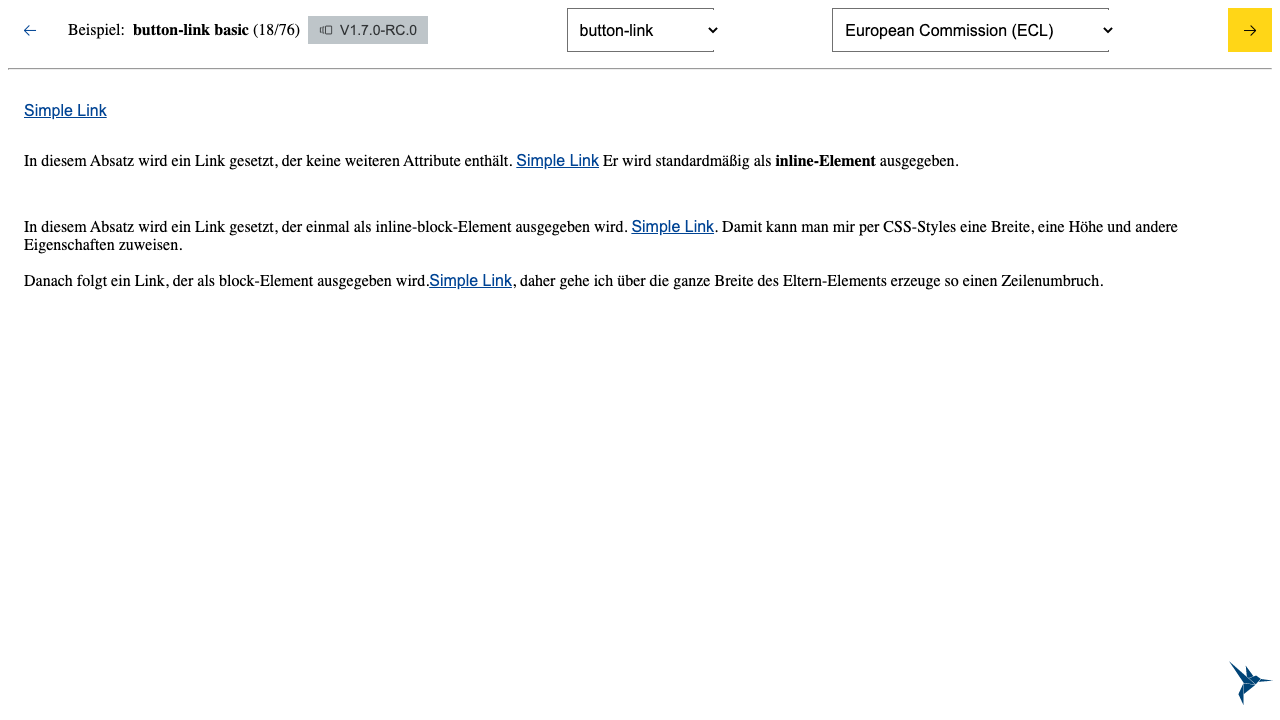 Beispiel: button-link basic (18/76) V1.7.0-RC.0 button-link European Commission (ECL)
Simple Link
In diesem Absatz wird ein Link gesetzt, der keine weiteren Attribute enthält. Simple Link Er wird standardmäßig als inline-Element ausgegeben.
In diesem Absatz wird ein Link gesetzt, der einmal als inline-block-Element ausgegeben wird. Simple Link. Damit kann man mir per CSS-Styles eine Breite, eine Höhe und andere
Eigenschaften zuweisen.
Danach folgt ein Link, der als block-Element ausgegeben wird.Simple Link, daher gehe ich über die ganze Breite des Eltern-Elements erzeuge so einen Zeilenumbruch.